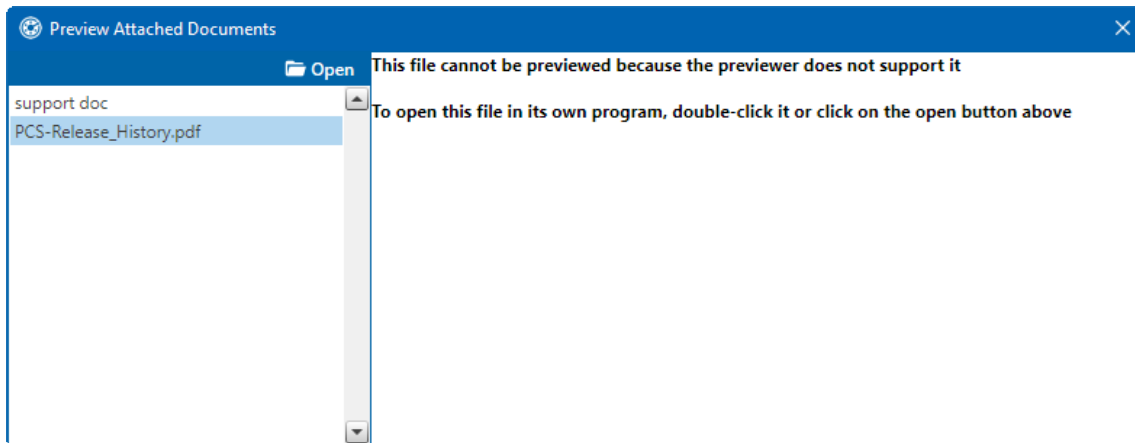 Preview Attached Documents
Open
This file cannot be previewed because the previewer does not support it
support doc
To open this file in its own program, double-click it or click on the open button above
PCS-Release_History.pdf